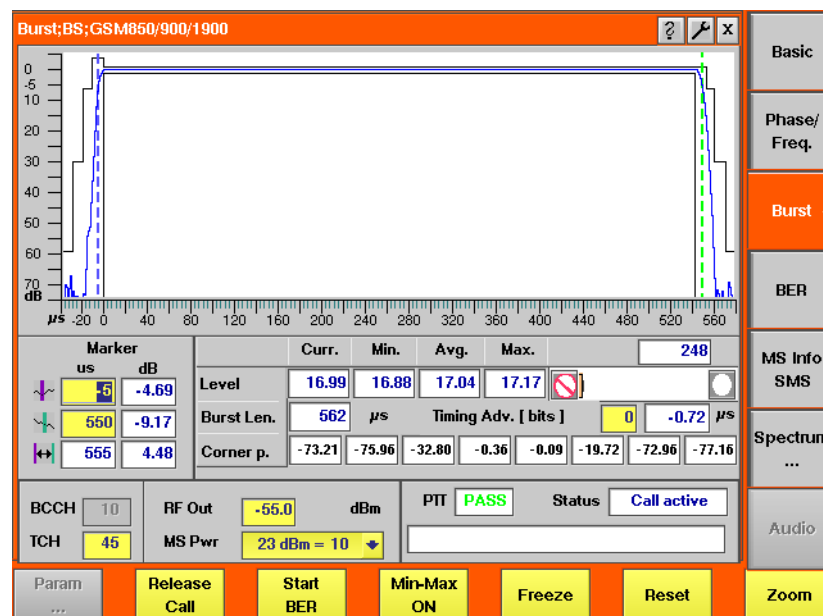 Burst;BS;GSM850/900/1900
? x
0
-5
10
20
30
40
50
60
70
dB
µs -20 0 40 80 120 160 200 240 280 320 360 400 440 480 520 560
Marker
us dB
-5 -4.69
550 -9.17
555 4.48
Curr. Min. Avg. Max. 248
Level 16.99 16.88 17.04 17.17
Burst Len. 562 µs Timing Adv. [ bits ] 0 -0.72 µs
Corner p. -73.21 -75.96 -32.80 -0.36 -0.09 -19.72 -72.96 -77.16
BCCH 10
TCH 45
RF Out -55.0 dBm
MS Pwr 23 dBm = 10
PTT PASS Status Call active
Basic
Phase/
Freq.
Burst
BER
MS Info
SMS
Spectrum
...
Audio
Param
...
Release
Call
Start
BER
Min-Max
ON
Freeze
Reset
Zoom